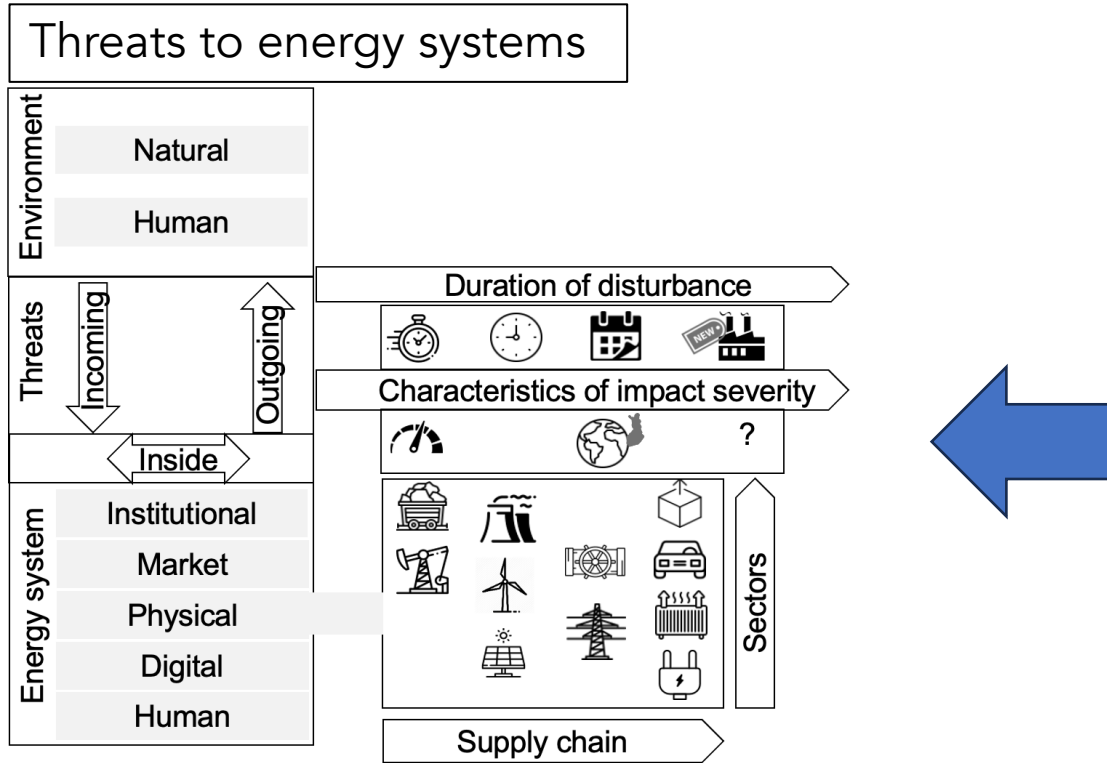 Threats to energy systems
Environment
Natural
Human
Threats
Incoming
Outgoing
Inside
Duration of disturbance
NEW
Characteristics of impact severity
?
Energy system
Institutional
Market
Physical
Digital
Human
Sectors
Supply chain